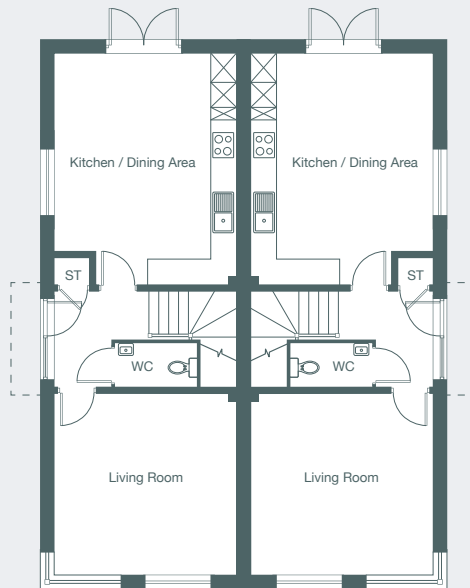 Kitchen / Dining Area
Kitchen / Dining Area
ST
ST
WC
WC
Living Room
Living Room